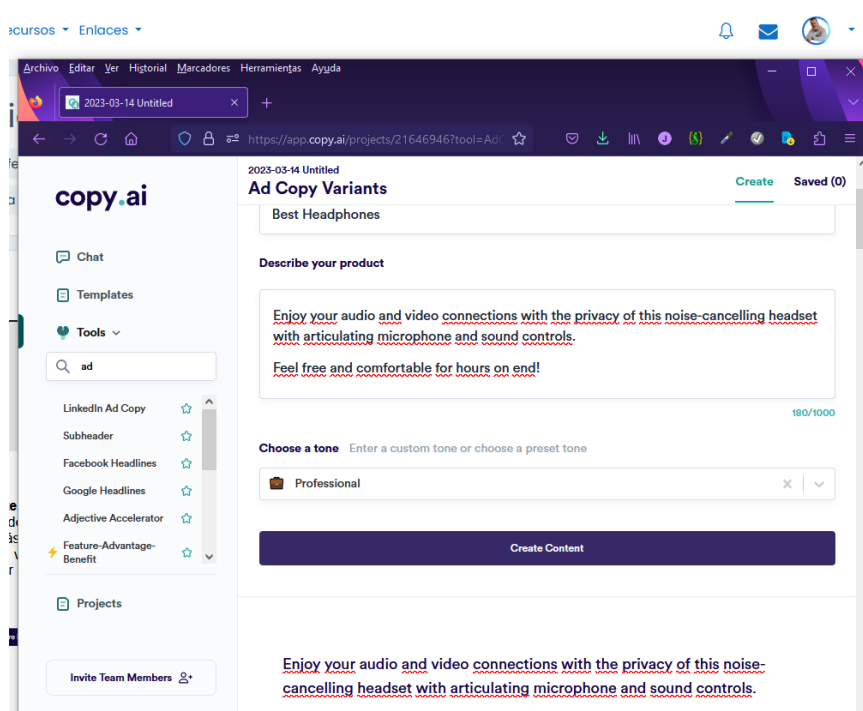 Enlaces
Archivo Editar Ver Historial Marcadores Herramientas Ayuda
2023-03-14 Untitled
https://app.copy.ai/projects/21646946?tool=Ad
2023-03-14 Untitled
Ad Copy Variants
Create
Saved (0)
copy.ai
Chat
Templates
Tools
ad
LinkedIn Ad Copy
Subheader
Facebook Headlines
Google Headlines
Adjective Accelerator
Feature-Advantage-
Benefit
Projects
Invite Team Members
Best Headphones
Describe your product
Enjoy your audio and video connections with the privacy of this noise-cancelling headset
with articulating microphone and sound controls.
Feel free and comfortable for hours on end!
180/1000
Choose a tone Enter a custom tone or choose a preset tone
Professional
Create Content
Enjoy your audio and video connections with the privacy of this noise-
cancelling headset with articulating microphone and sound controls.